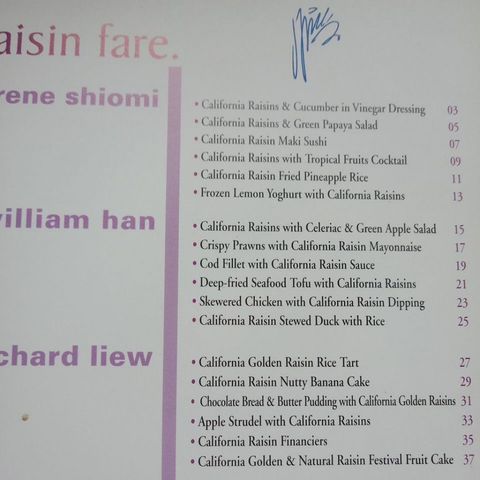 aisin fare.
rene shiomi
• California Raisins & Cucumber in Vinegar Dressing 03
• California Raisins & Green Papaya Salad 05
• California Raisin Maki Sushi 07
• California Raisins with Tropical Fruits Cocktail 09
• California Raisin Fried Pineapple Rice 11
• Frozen Lemon Yoghurt with California Raisins 13
villiam han
• California Raisins with Celeriac & Green Apple Salad 15
• Crispy Prawns with California Raisin Mayonnaise 17
• Cod Fillet with California Raisin Sauce 19
• Deep-fried Seafood Tofu with California Raisins 21
• Skewered Chicken with California Raisin Dipping 23
• California Raisin Stewed Duck with Rice 25
chard liew
• California Golden Raisin Rice Tart 27
• California Raisin Nutty Banana Cake 29
• Chocolate Bread & Butter Pudding with California Golden Raisins 31
• Apple Strudel with California Raisins 33
• California Raisin Financiers 35
• California Golden & Natural Raisin Festival Fruit Cake 37